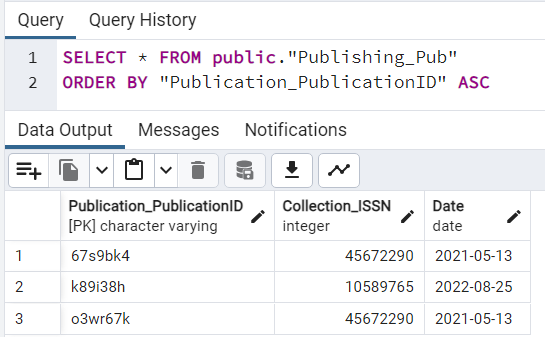 Query Query History
1 SELECT * FROM public."Publishing_Pub"
2 ORDER BY "Publication_PublicationID" ASC
Data Output Messages Notifications
Publication_PublicationID Collection_ISSN Date
[PK] character varying integer date
1 67s9bk4 45672290 2021-05-13
2 k89i38h 10589765 2022-08-25
3 o3wr67k 45672290 2021-05-13